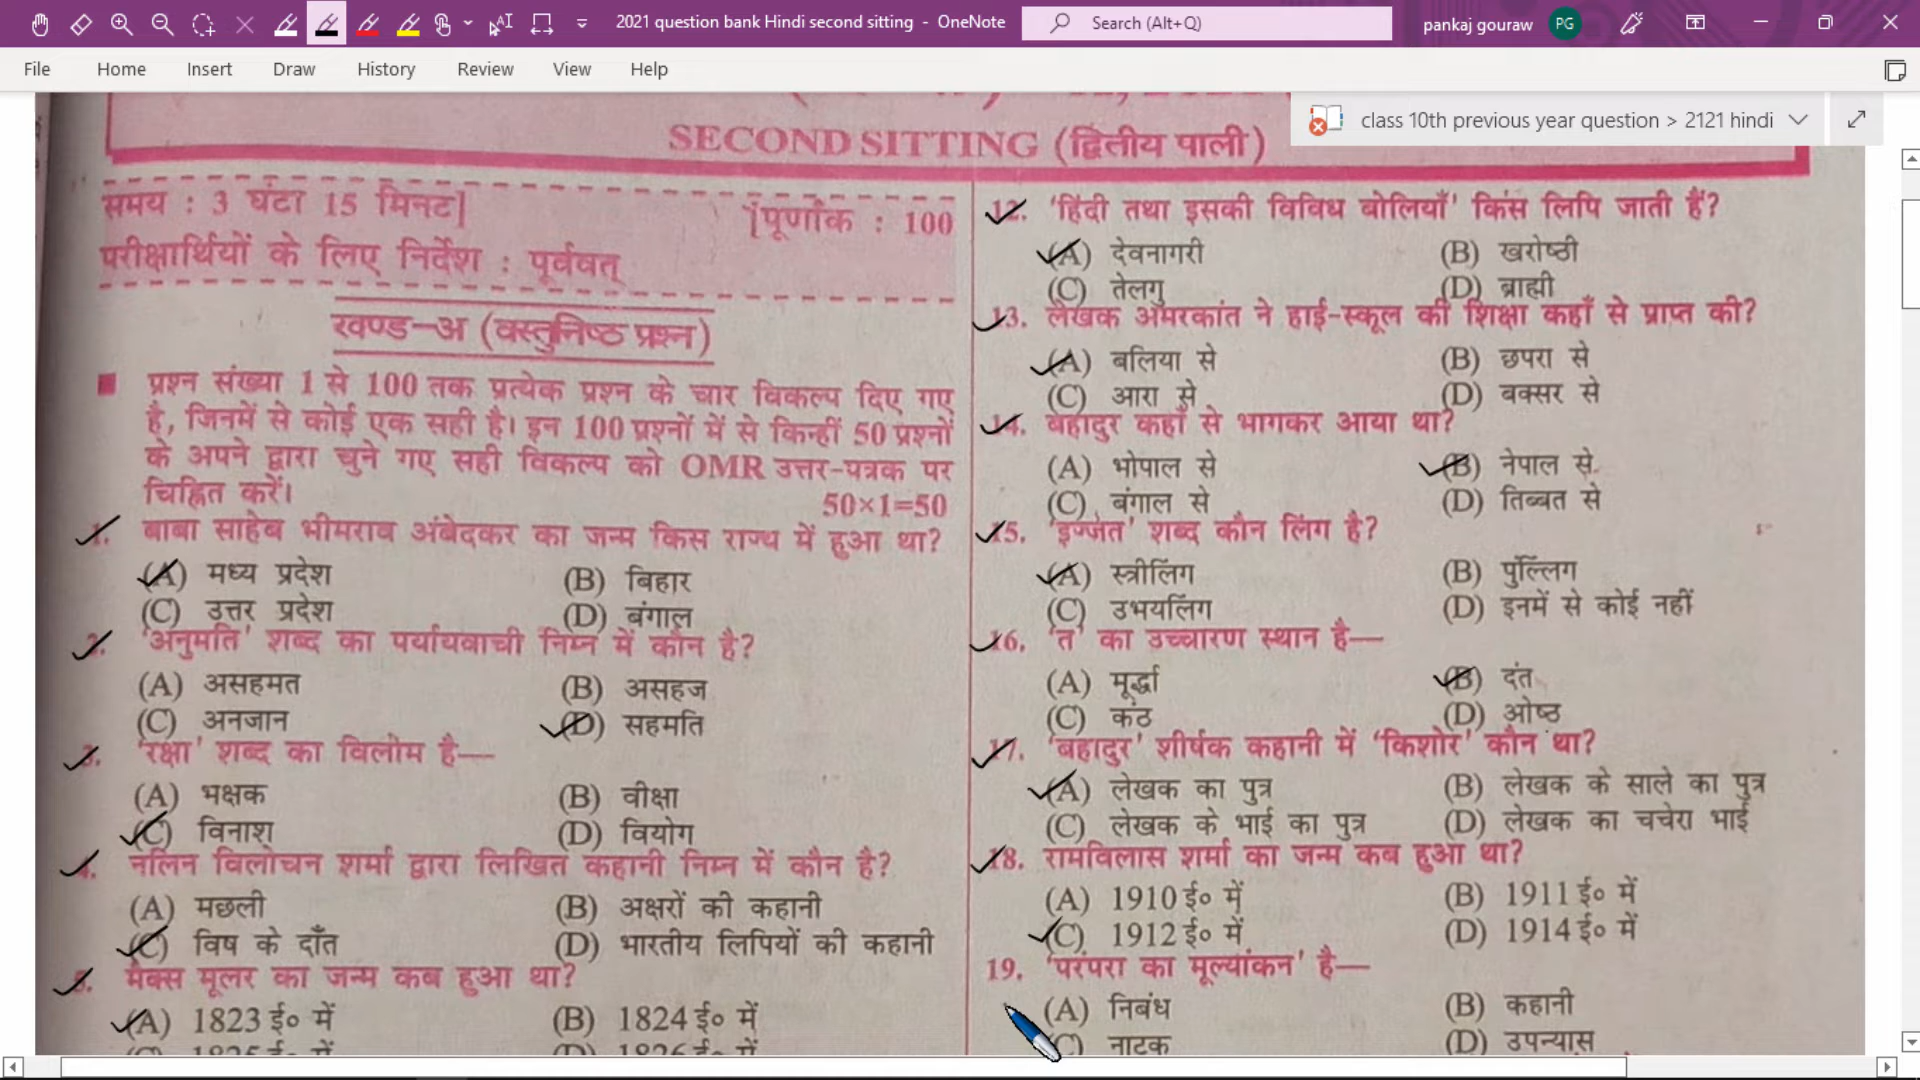 2021 question bank Hindi second sitting - OneNote
Search (Alt+Q)
pankaj gouraw
PG
File Home Insert Draw History Review View Help
class 10th previous year question > 2121 hindi
SECOND SITTING (द्वितीय पाली)
समय : 3 घंटा 15 मिनट]
[पूर्णांक : 100
परीक्षार्थियों के लिए निर्देश : पूर्ववत्
खण्ड-अ (वस्तुनिष्ठ प्रश्न)
प्रश्न संख्या 1 से 100 तक प्रत्येक प्रश्न के चार विकल्प दिए गए
है, जिनमें से कोई एक सही है। इन 100 प्रश्नों में से किन्हीं 50 प्रश्नों
के अपने द्वारा चुने गए सही विकल्प को OMR उत्तर-पत्रक पर
चिह्नित करें।
50×1=50
1. बाबा साहेब भीमराव अंबेदकर का जन्म किस राज्य में हुआ था?
(A) मध्य प्रदेश (B) बिहार
(C) उत्तर प्रदेश (D) बंगाल
2. 'अनुमति' शब्द का पर्यायवाची निम्न में कौन है?
(A) असहमत (B) असहज
(C) अनजान (D) सहमति
3. 'रक्षा' शब्द का विलोम है—
(A) भक्षक (B) वीक्षा
(C) विनाश (D) वियोग
4. नलिन विलोचन शर्मा द्वारा लिखित कहानी निम्न में कौन है?
(A) मछली (B) अक्षरों की कहानी
(C) विष के दाँत (D) भारतीय लिपियों की कहानी
5. मैक्स मूलर का जन्म कब हुआ था?
(A) 1823 ई० में (B) 1824 ई० में
12. 'हिंदी तथा इसकी विविध बोलियाँ' किस लिपि जाती हैं?
(A) देवनागरी (B) खरोष्ठी
(C) तेलगु (D) ब्राह्मी
13. लेखक अमरकांत ने हाई-स्कूल की शिक्षा कहाँ से प्राप्त की?
(A) बलिया से (B) छपरा से
(C) आरा से (D) बक्सर से
14. बहादुर कहाँ से भागकर आया था?
(A) भोपाल से (B) नेपाल से
(C) बंगाल से (D) तिब्बत से
15. 'इज्जत' शब्द कौन लिंग है?
(A) स्त्रीलिंग (B) पुंल्लिंग
(C) उभयलिंग (D) इनमें से कोई नहीं
16. 'त' का उच्चारण स्थान है—
(A) मूर्द्धा (B) दंत
(C) कंठ (D) ओष्ठ
17. 'बहादुर' शीर्षक कहानी में 'किशोर' कौन था?
(A) लेखक का पुत्र (B) लेखक के साले का पुत्र
(C) लेखक के भाई का पुत्र (D) लेखक का चचेरा भाई
18. रामविलास शर्मा का जन्म कब हुआ था?
(A) 1910 ई० में (B) 1911 ई० में
(C) 1912 ई० में (D) 1914 ई० में
19. 'परंपरा का मूल्यांकन' है—
(A) निबंध (B) कहानी
(C) नाटक (D) उपन्यास